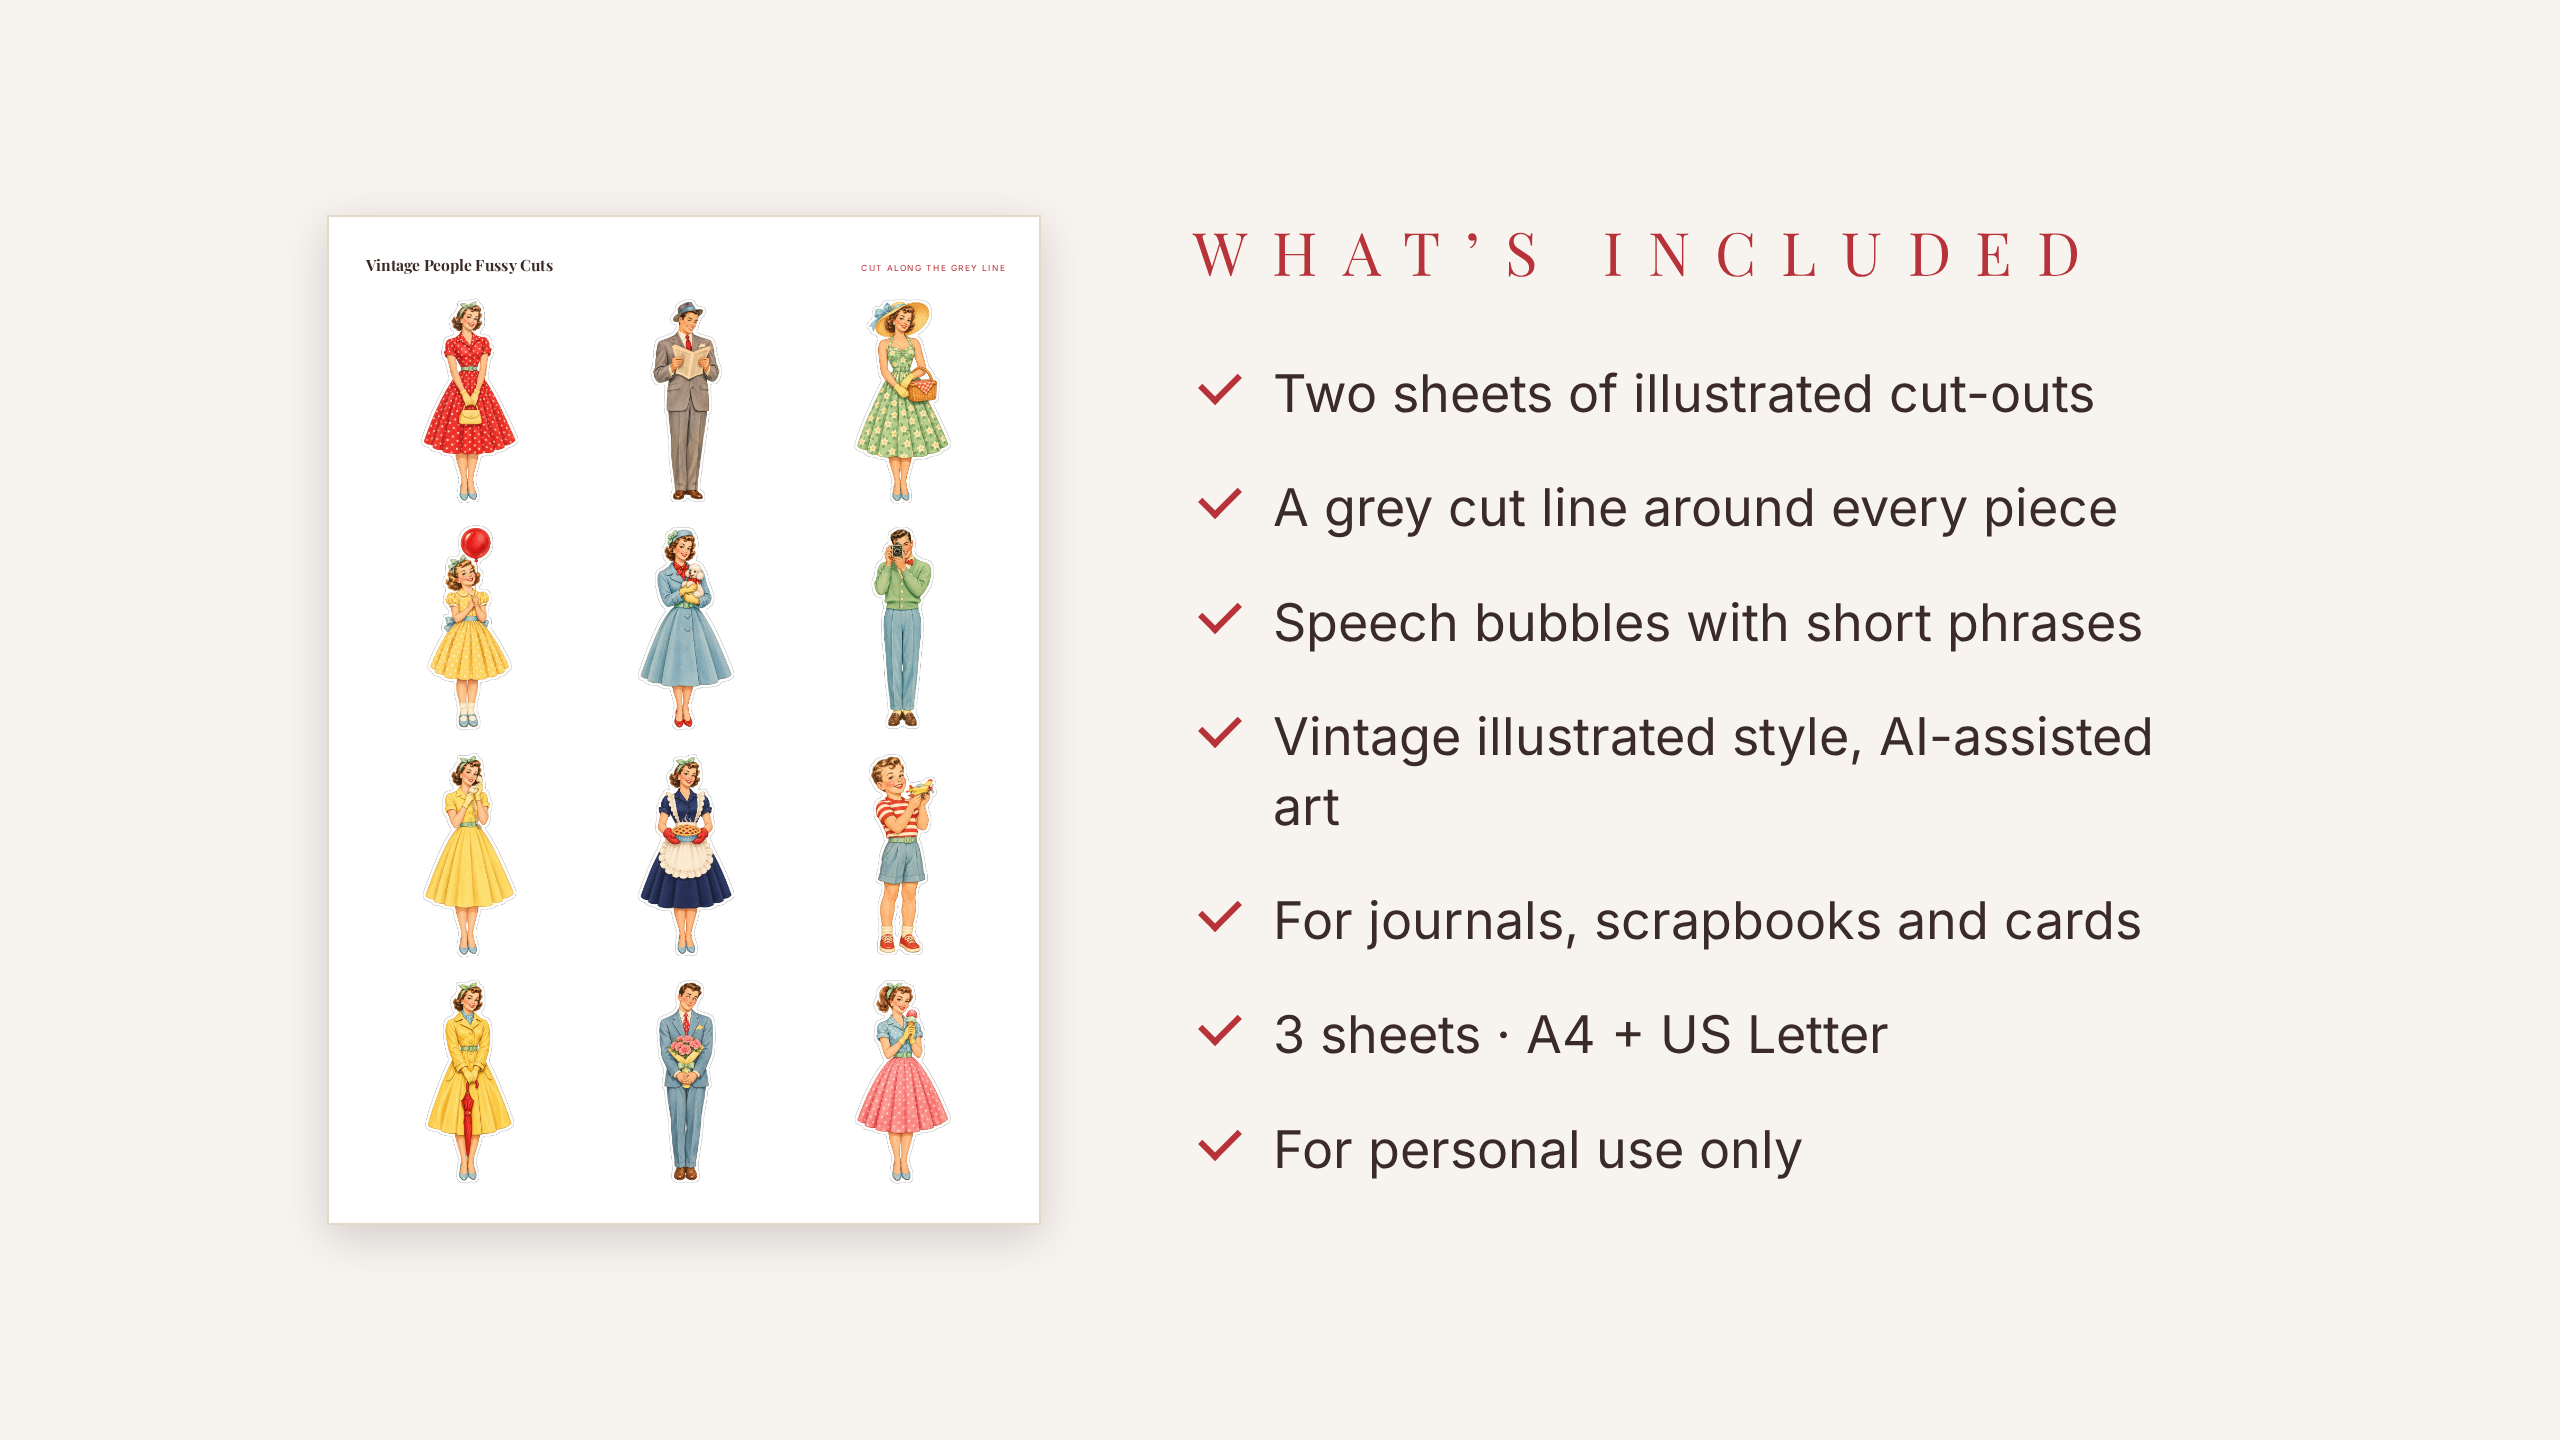 Vintage People Fussy Cuts
CUT ALONG THE GREY LINE
WHAT’S INCLUDED
Two sheets of illustrated cut-outs
A grey cut line around every piece
Speech bubbles with short phrases
Vintage illustrated style, AI-assisted
art
For journals, scrapbooks and cards
3 sheets · A4 + US Letter
For personal use only